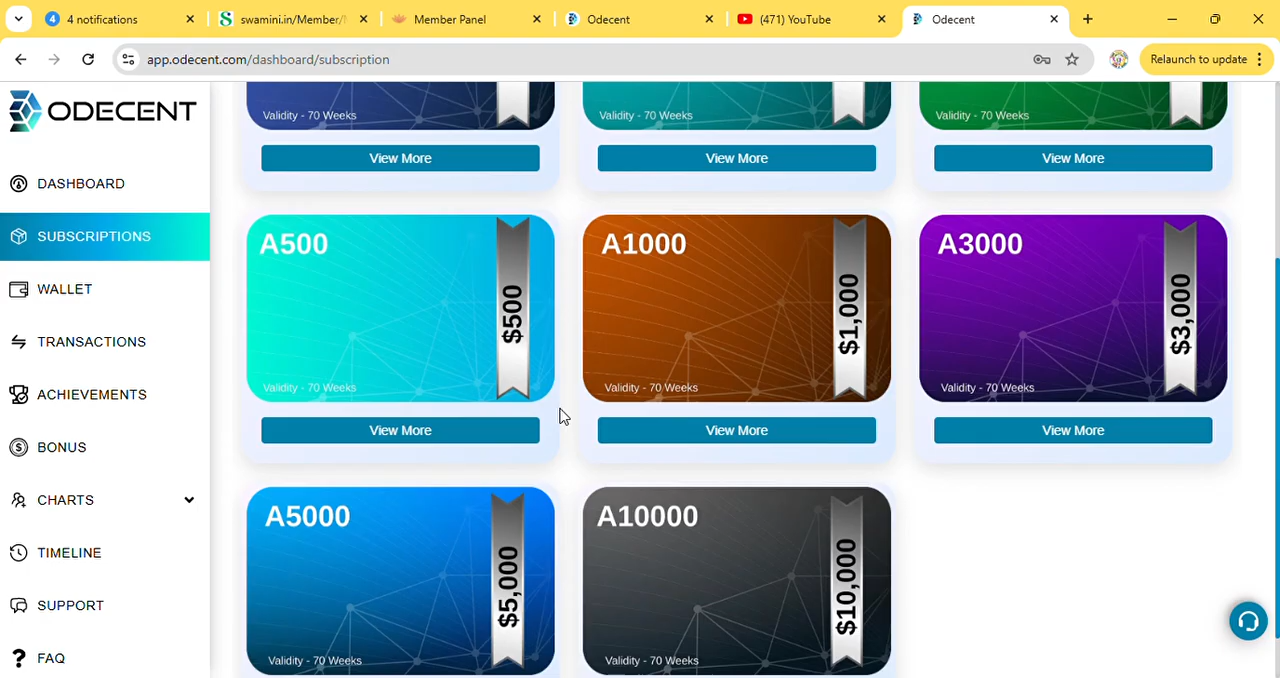 4 notifications
swamini.in/Member/
Member Panel
Odecent
(471) YouTube
Odecent
app.odecent.com/dashboard/subscription
Relaunch to update
ODECENT
DASHBOARD
SUBSCRIPTIONS
WALLET
TRANSACTIONS
ACHIEVEMENTS
BONUS
CHARTS
TIMELINE
SUPPORT
FAQ
Validity - 70 Weeks
Validity - 70 Weeks
Validity - 70 Weeks
View More
View More
View More
A500
$500
Validity - 70 Weeks
A1000
$1,000
Validity - 70 Weeks
A3000
$3,000
Validity - 70 Weeks
View More
View More
View More
A5000
$5,000
Validity - 70 Weeks
A10000
$10,000
Validity - 70 Weeks